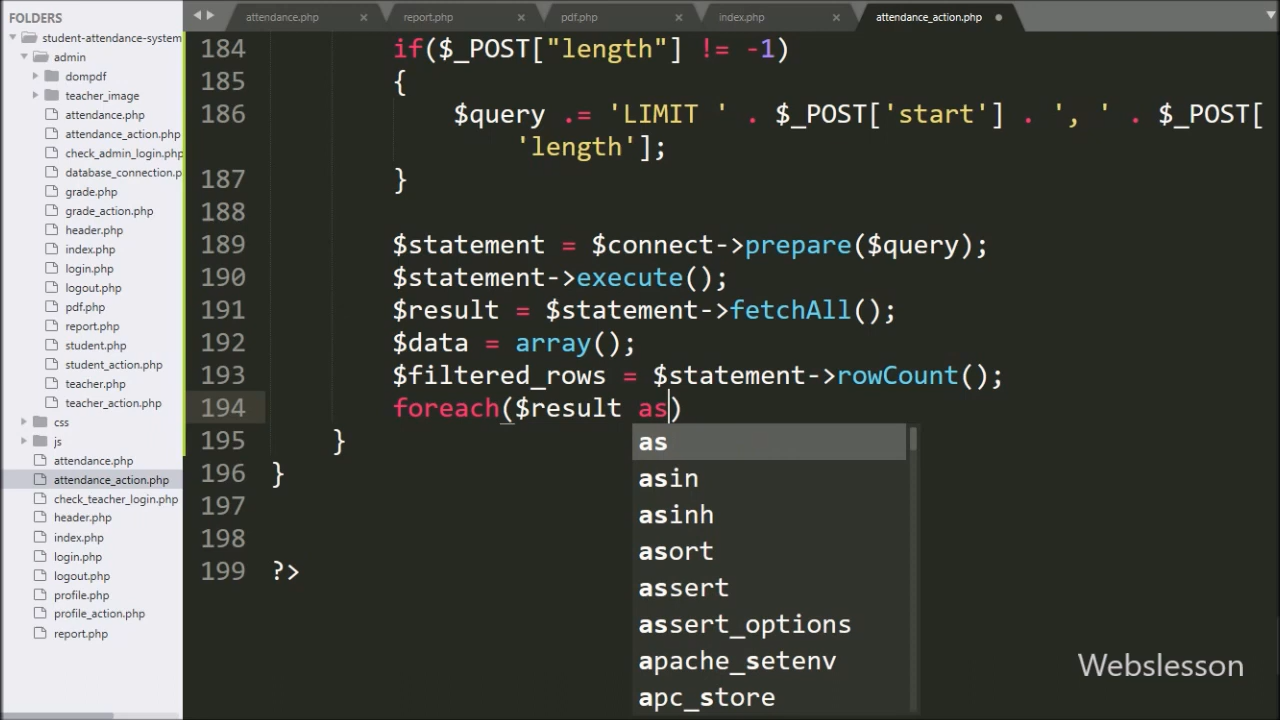 FOLDERS
student-attendance-system
admin
dompdf
teacher_image
attendance.php
attendance_action.php
check_admin_login.php
database_connection.p
grade.php
grade_action.php
header.php
index.php
login.php
logout.php
pdf.php
report.php
student.php
student_action.php
teacher.php
teacher_action.php
css
js
attendance.php
attendance_action.php
check_teacher_login.php
header.php
index.php
login.php
logout.php
profile.php
profile_action.php
report.php
attendance.php × report.php × pdf.php × index.php × attendance_action.php
184 if($_POST["length"] != -1)
185 {
186 $query .= 'LIMIT ' . $_POST['start'] . ', ' . $_POST[
'length'];
187 }
188
189 $statement = $connect->prepare($query);
190 $statement->execute();
191 $result = $statement->fetchAll();
192 $data = array();
193 $filtered_rows = $statement->rowCount();
194 foreach($result as)
195 }
196 }
197
198
199 ?>
as
asin
asinh
asort
assert
assert_options
apache_setenv
apc_store
Webslesson